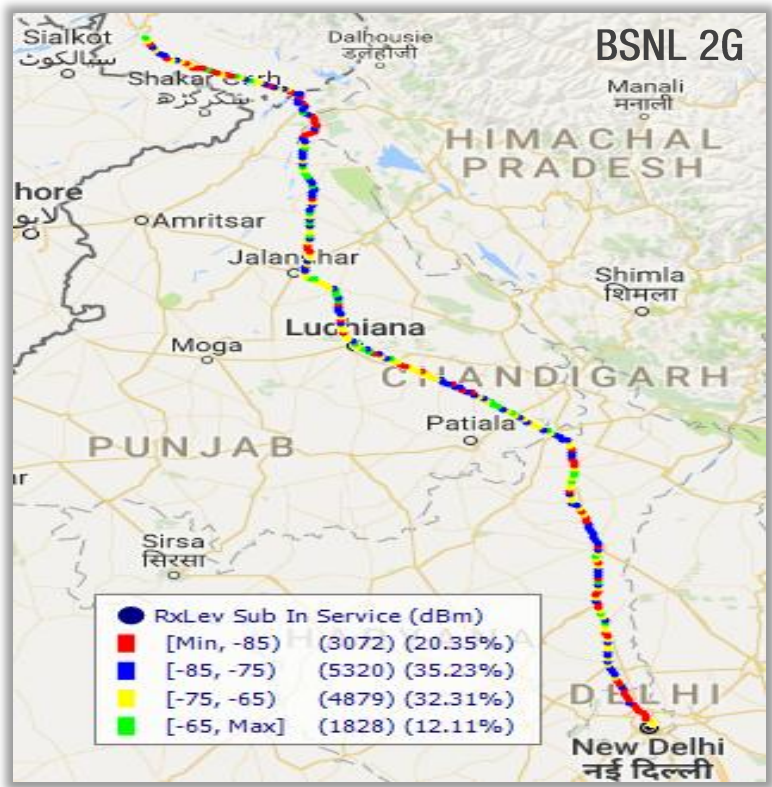 BSNL 2G
Sialkot
سیالکوٹ
Dalhousie
डलहौजी
Shakar Garh
شکرگڑھ
Manali
मनाली
HIMACHAL
PRADESH
hore
لاہو
Amritsar
Jalandhar
Shimla
शिमला
Ludhiana
Moga
CHANDIGARH
Patiala
PUNJAB
ar
Sirsa
सिरसा
HARYANA
RxLev Sub In Service (dBm)
[Min, -85) (3072) (20.35%)
[-85, -75) (5320) (35.23%)
[-75, -65) (4879) (32.31%)
[-65, Max] (1828) (12.11%)
DELHI
New Delhi
नई दिल्ली